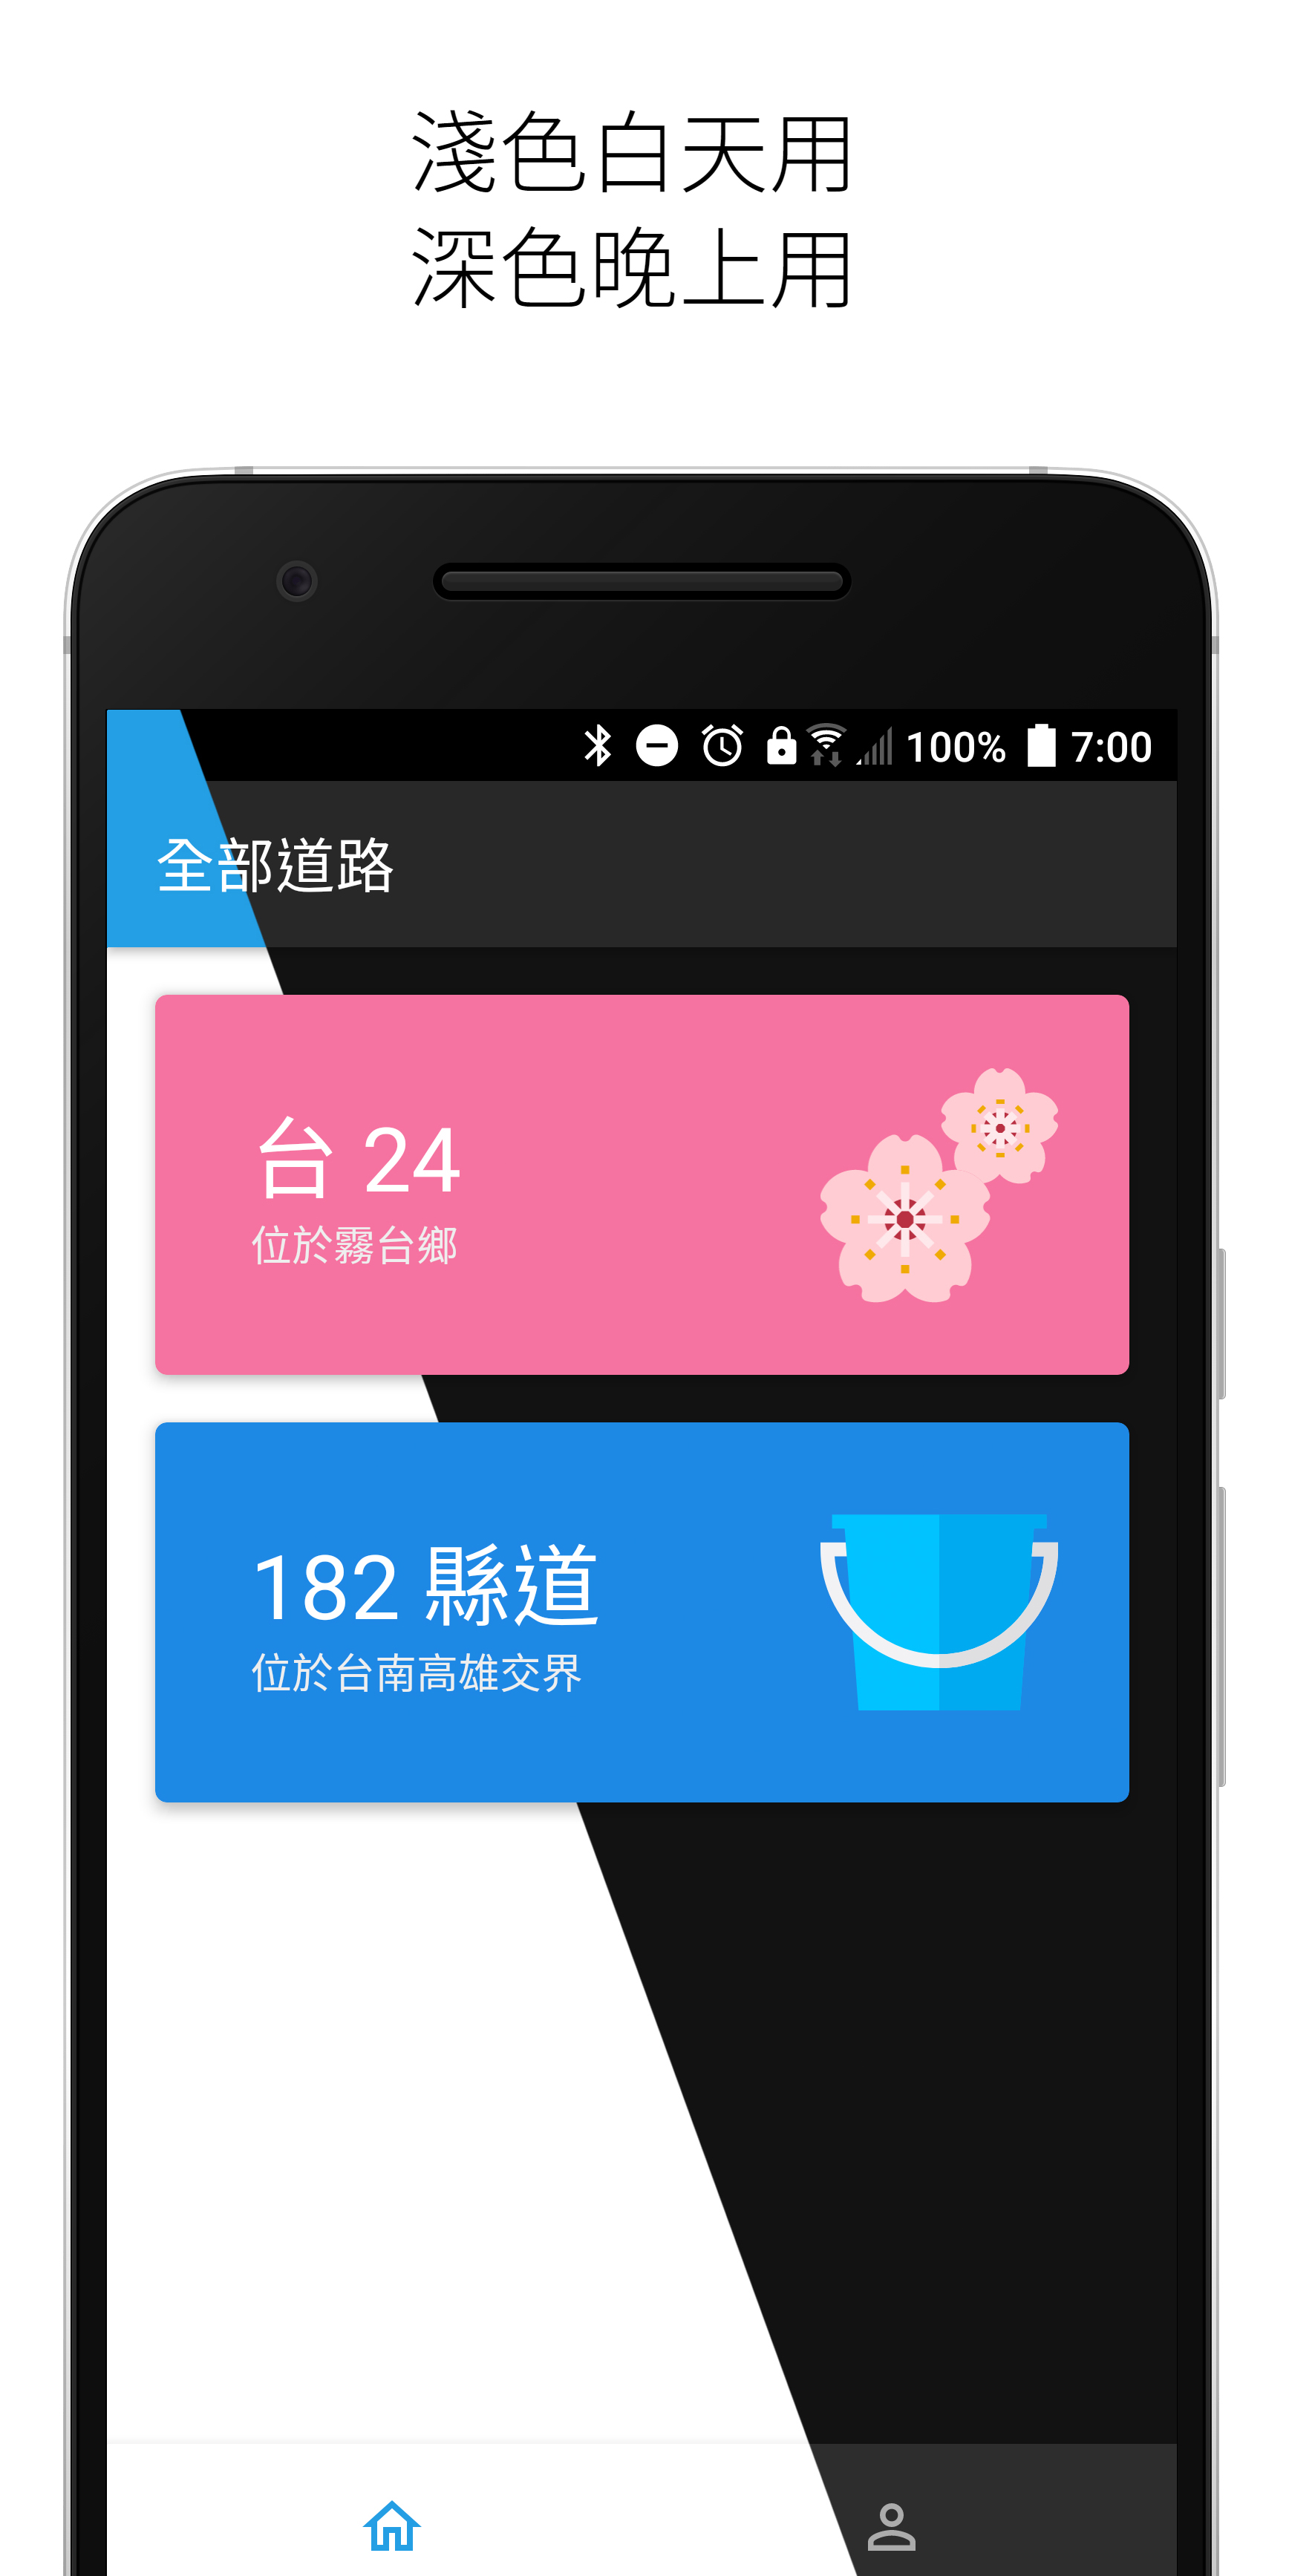 淺色白天用
深色晚上用
100% 7:00
全部道路
台 24
位於霧台鄉
182 縣道
位於台南高雄交界